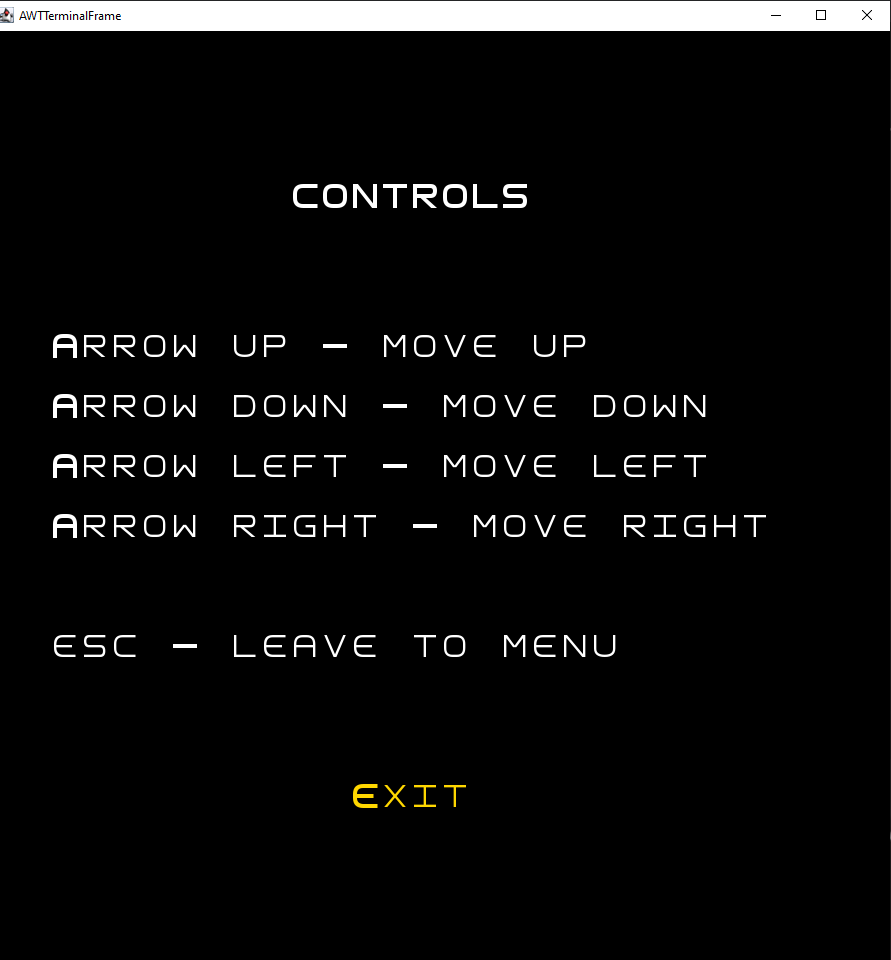 AWTTerminalFrame
CONTROLS
Arrow up - move up
Arrow down - move down
Arrow left - move left
Arrow right - move right
esc - leave to menu
Exit